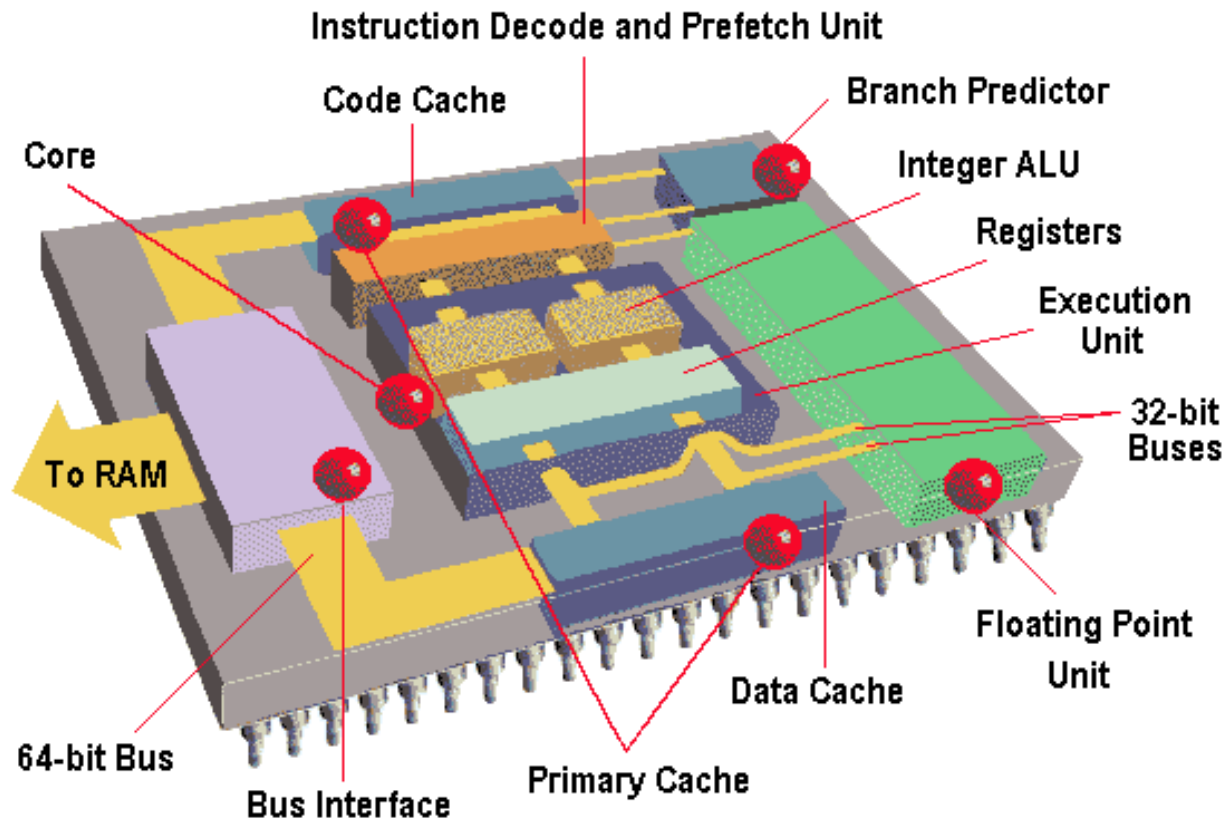 Instruction Decode and Prefetch Unit
Code Cache
Branch Predictor
Core
Integer ALU
Registers
Execution
Unit
32-bit
Buses
To RAM
Floating Point
Unit
Data Cache
64-bit Bus
Primary Cache
Bus Interface